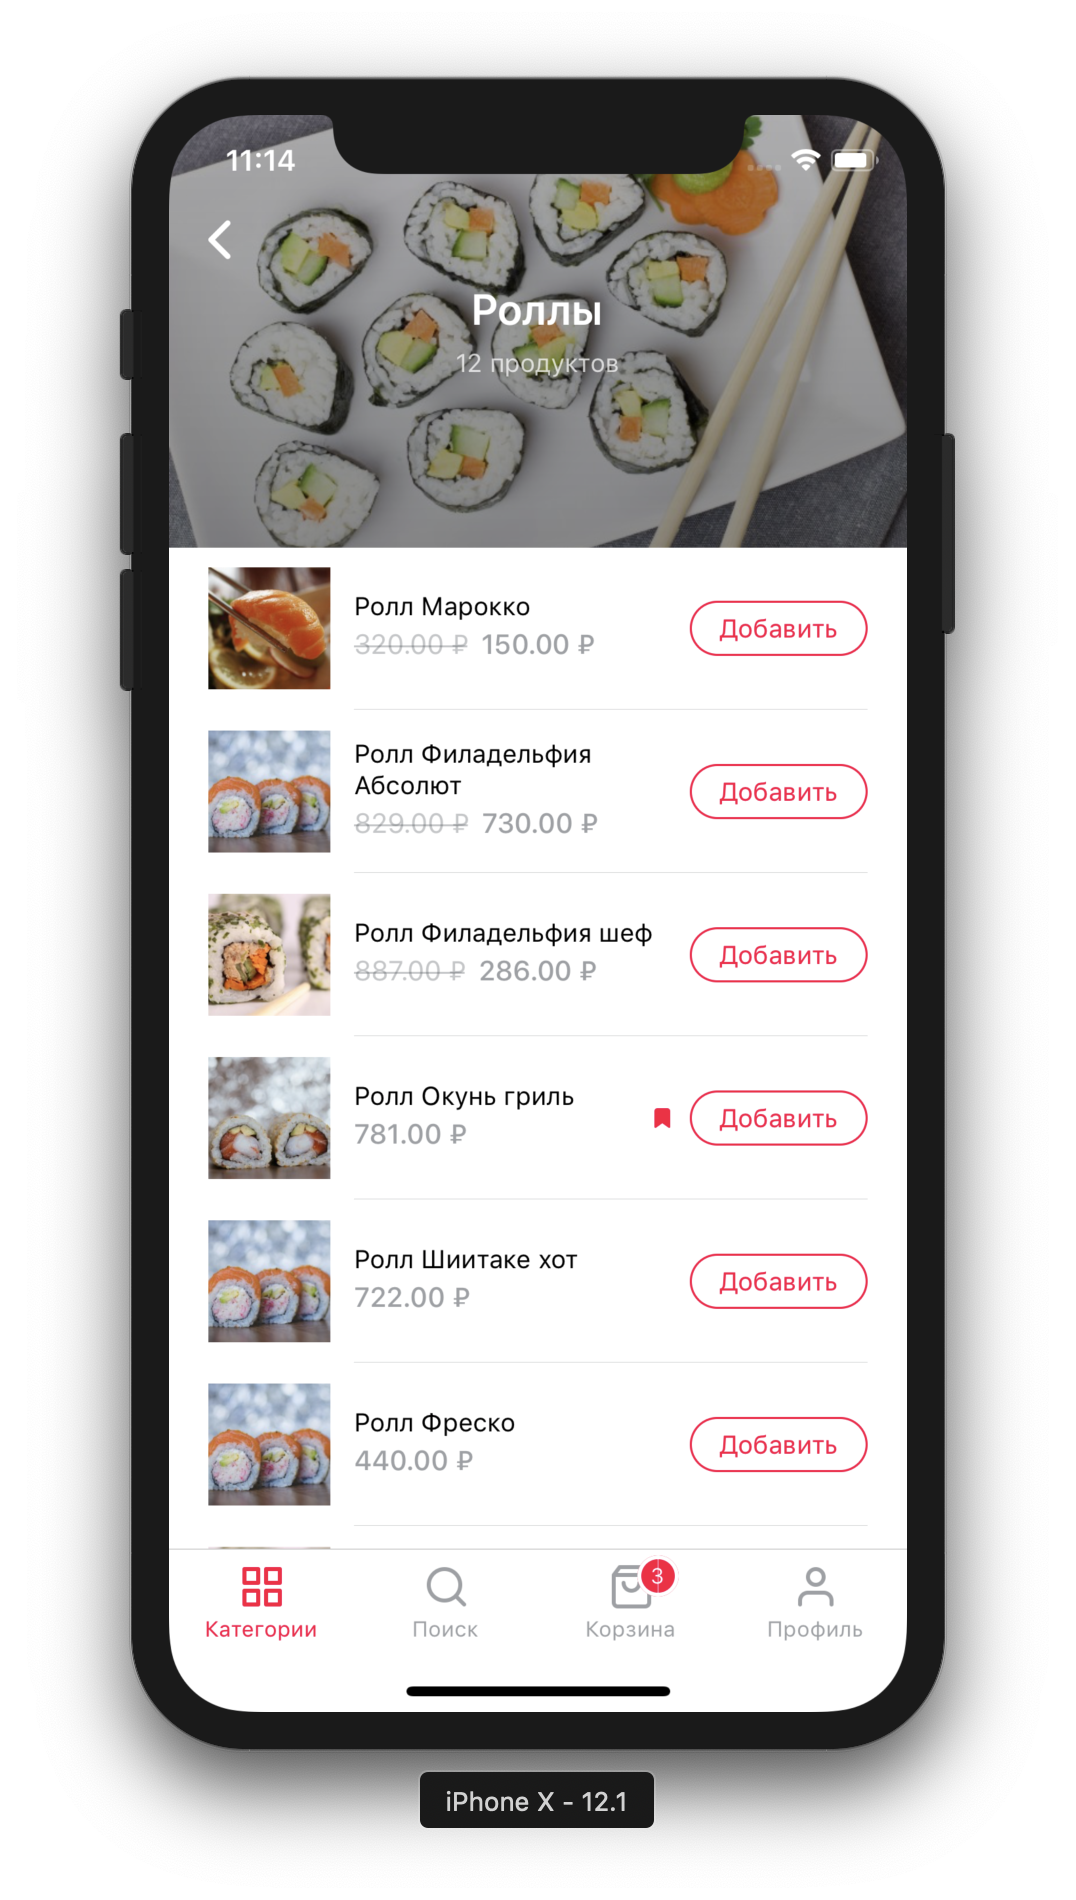 11:14
Роллы
12 продуктов
Ролл Марокко
320.00 ₽ 150.00 ₽
Добавить
Ролл Филадельфия
Абсолют
829.00 ₽ 730.00 ₽
Добавить
Ролл Филадельфия шеф
887.00 ₽ 286.00 ₽
Добавить
Ролл Окунь гриль
781.00 ₽
Добавить
Ролл Шиитаке хот
722.00 ₽
Добавить
Ролл Фреско
440.00 ₽
Добавить
3
Категории Поиск Корзина Профиль
iPhone X - 12.1